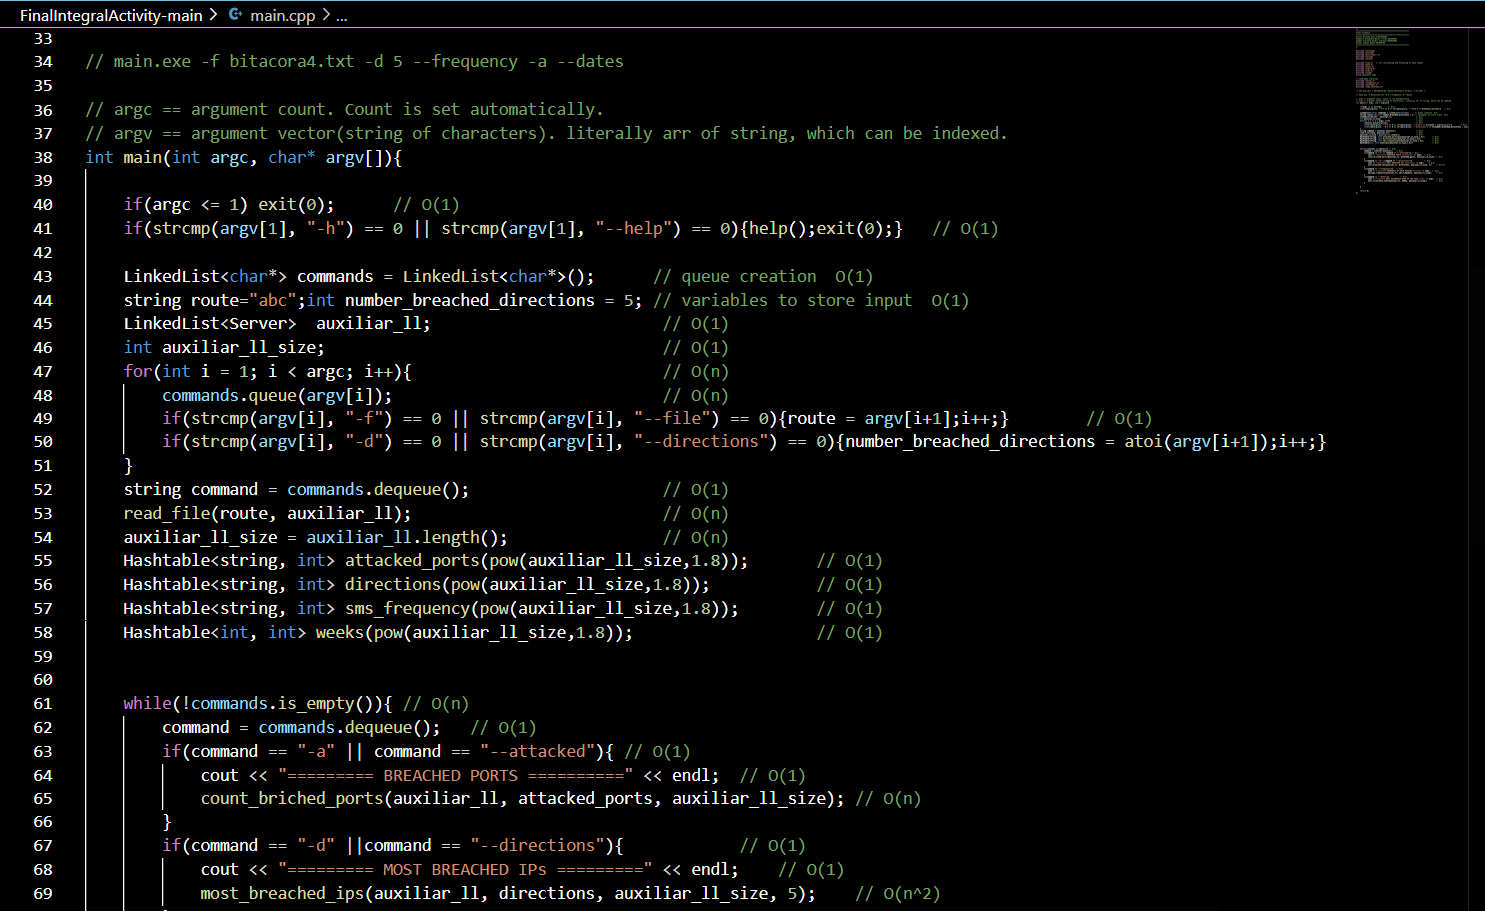 FinalIntegralActivity-main > main.cpp > ...
33
34 // main.exe -f bitacora4.txt -d 5 --frequency -a --dates
35
36 // argc == argument count. Count is set automatically.
37 // argv == argument vector(string of characters). literally arr of string, which can be indexed.
38 int main(int argc, char* argv[]){
39
40 if(argc <= 1) exit(0); // O(1)
41 if(strcmp(argv[1], "-h") == 0 || strcmp(argv[1], "--help") == 0){help();exit(0);} // O(1)
42
43 LinkedList<char*> commands = LinkedList<char*>(); // queue creation O(1)
44 string route="abc";int number_breached_directions = 5; // variables to store input O(1)
45 LinkedList<Server> auxiliar_ll; // O(1)
46 int auxiliar_ll_size; // O(1)
47 for(int i = 1; i < argc; i++){ // O(n)
48 commands.queue(argv[i]); // O(n)
49 if(strcmp(argv[i], "-f") == 0 || strcmp(argv[i], "--file") == 0){route = argv[i+1];i++;} // O(1)
50 if(strcmp(argv[i], "-d") == 0 || strcmp(argv[i], "--directions") == 0){number_breached_directions = atoi(argv[i+1]);i++;}
51 }
52 string command = commands.dequeue(); // O(1)
53 read_file(route, auxiliar_ll); // O(n)
54 auxiliar_ll_size = auxiliar_ll.length(); // O(n)
55 Hashtable<string, int> attacked_ports(pow(auxiliar_ll_size,1.8)); // O(1)
56 Hashtable<string, int> directions(pow(auxiliar_ll_size,1.8)); // O(1)
57 Hashtable<string, int> sms_frequency(pow(auxiliar_ll_size,1.8)); // O(1)
58 Hashtable<int, int> weeks(pow(auxiliar_ll_size,1.8)); // O(1)
59
60
61 while(!commands.is_empty()){ // O(n)
62 command = commands.dequeue(); // O(1)
63 if(command == "-a" || command == "--attacked"){ // O(1)
64 cout << "========= BREACHED PORTS ==========" << endl; // O(1)
65 count_briched_ports(auxiliar_ll, attacked_ports, auxiliar_ll_size); // O(n)
66 }
67 if(command == "-d" ||command == "--directions"){ // O(1)
68 cout << "========= MOST BREACHED IPs =========" << endl; // O(1)
69 most_breached_ips(auxiliar_ll, directions, auxiliar_ll_size, 5); // O(n^2)